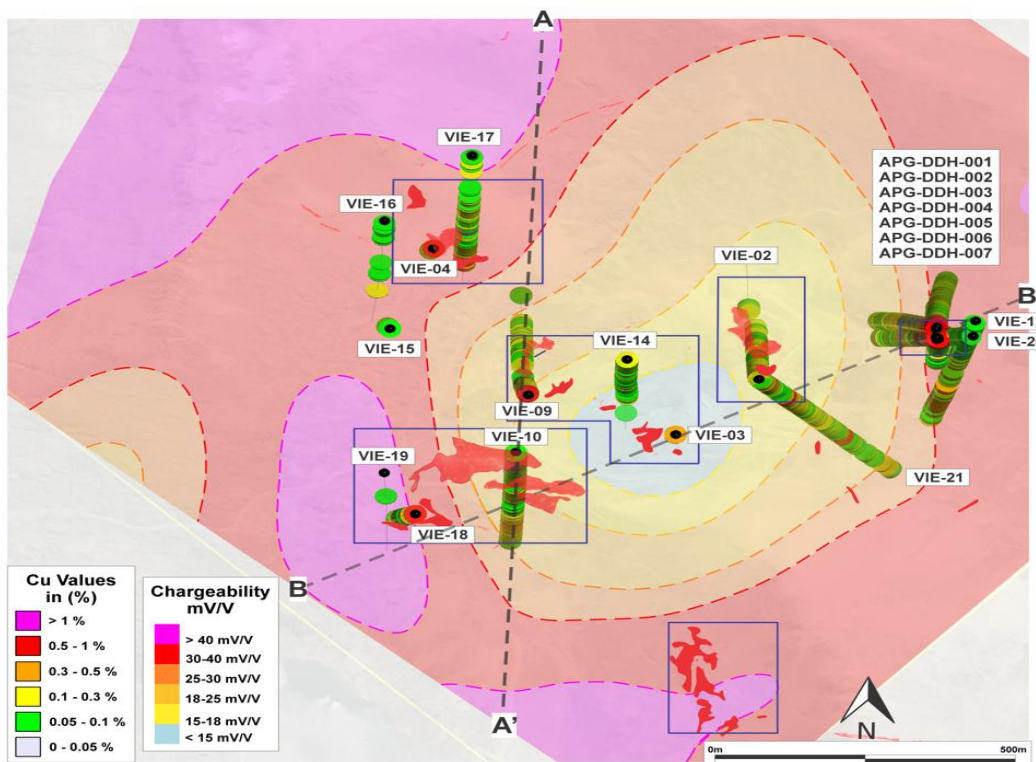 A
VIE-17
APG-DDH-001
APG-DDH-002
APG-DDH-003
APG-DDH-004
APG-DDH-005
APG-DDH-006
APG-DDH-007
VIE-16
VIE-04
VIE-02
B
VIE-1
VIE-2
VIE-15
VIE-14
VIE-09
VIE-03
VIE-10
VIE-19
VIE-21
VIE-18
B
Cu Values
in (%)
> 1 %
0.5 - 1 %
0.3 - 0.5 %
0.1 - 0.3 %
0.05 - 0.1 %
0 - 0.05 %
Chargeability
mV/V
> 40 mV/V
30-40 mV/V
25-30 mV/V
18-25 mV/V
15-18 mV/V
< 15 mV/V
A'
N
0m
500m